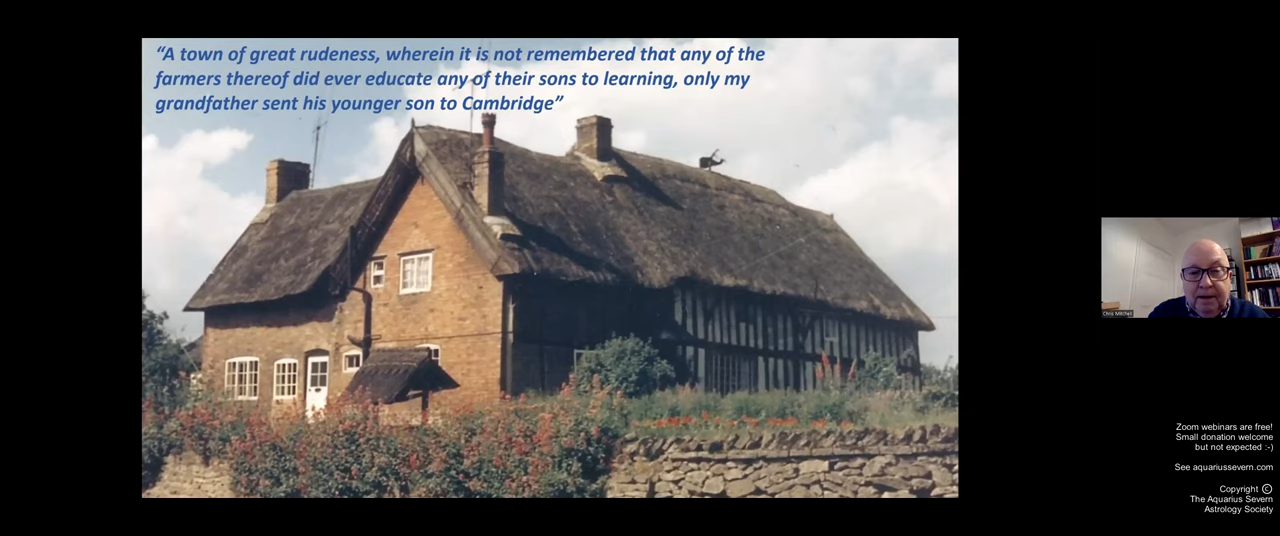 “A town of great rudeness, wherein it is not remembered that any of the
farmers thereof did ever educate any of their sons to learning, only my
grandfather sent his younger son to Cambridge”
Chris Mitchell
Zoom webinars are free!
Small donation welcome
but not expected :-)
See aquariussevern.com
Copyright ©
The Aquarius Severn
Astrology Society